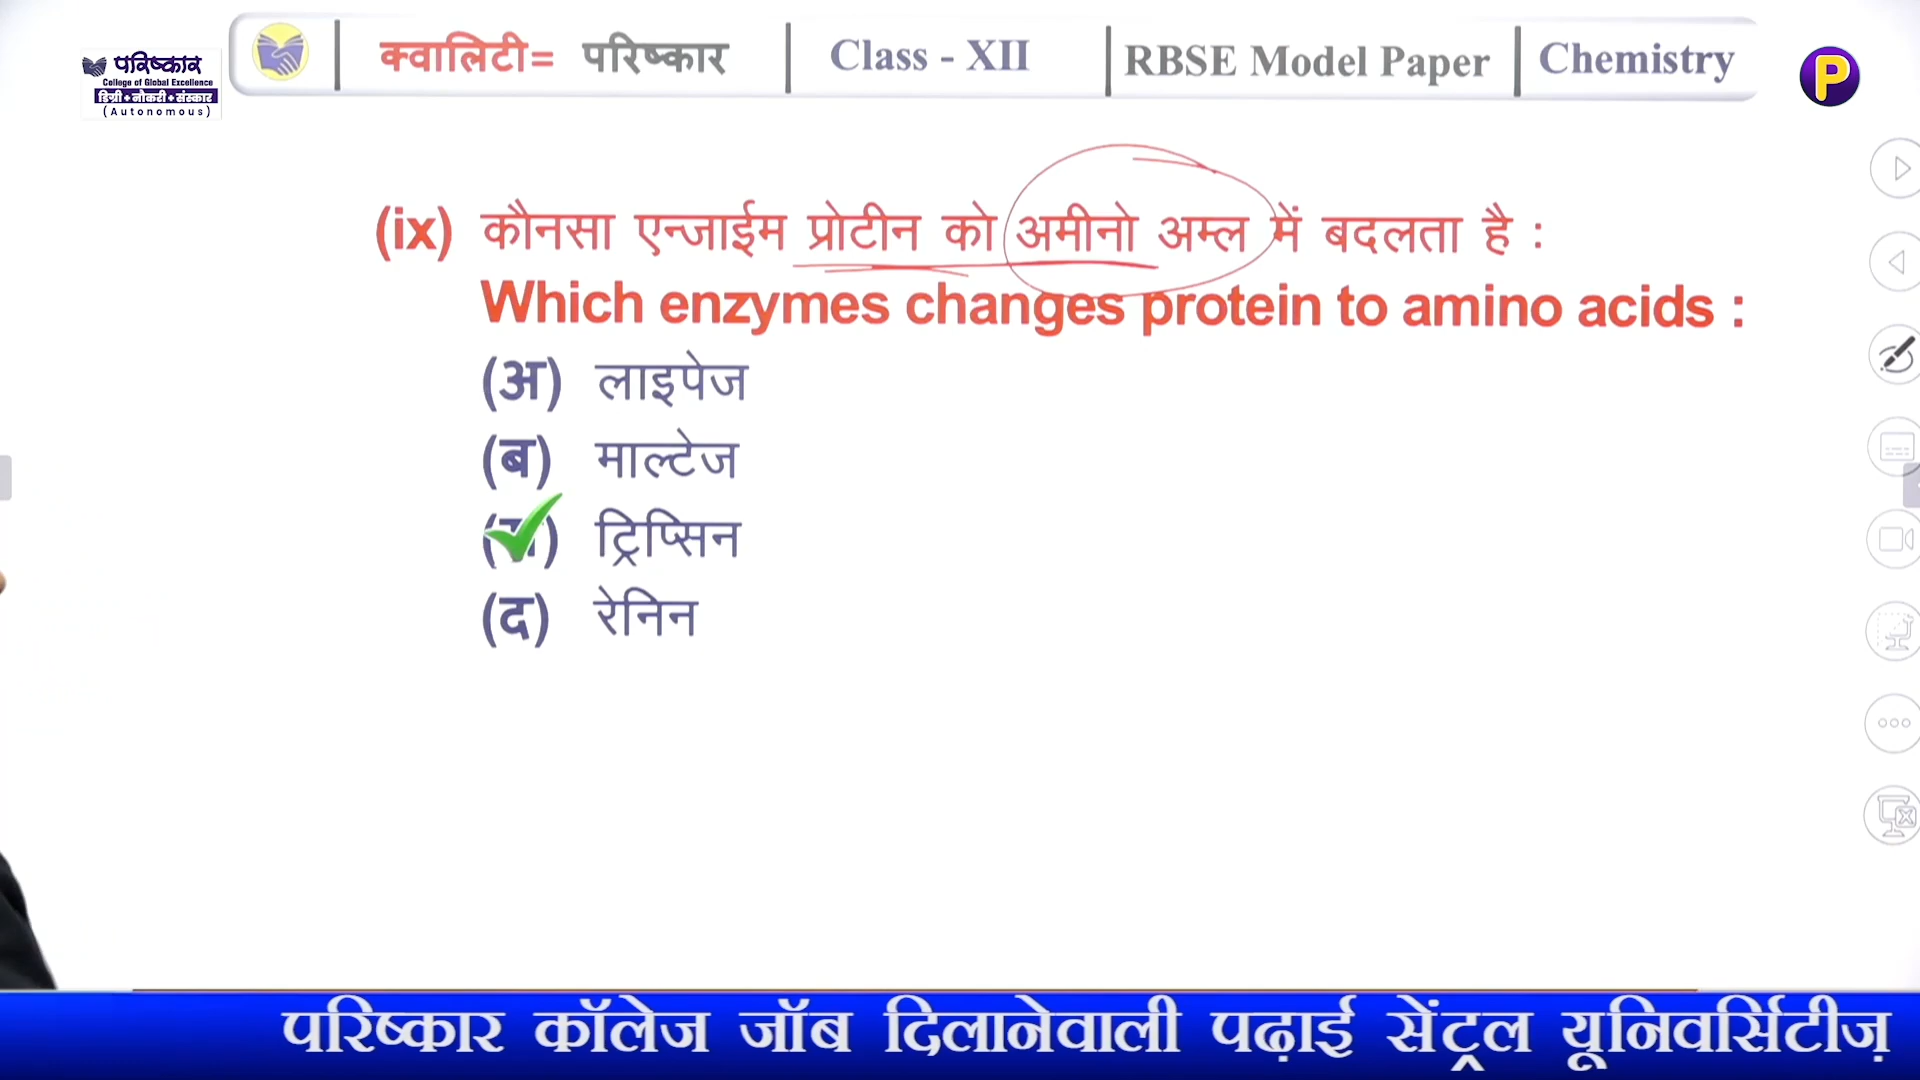 परिष्कार
College of Global Excellence
डिग्री + नौकरी + संस्कार
(Autonomous)
क्वालिटी= परिष्कार
Class - XII
RBSE Model Paper
Chemistry
P
(ix) कौनसा एन्जाईम प्रोटीन को अमीनो अम्ल में बदलता है :
Which enzymes changes protein to amino acids :
(अ) लाइपेज
(ब) माल्टेज
ट्रिप्सिन
(द) रेनिन
परिष्कार कॉलेज जॉब दिलानेवाली पढ़ाई सेंट्रल यूनिवर्सिटीज़